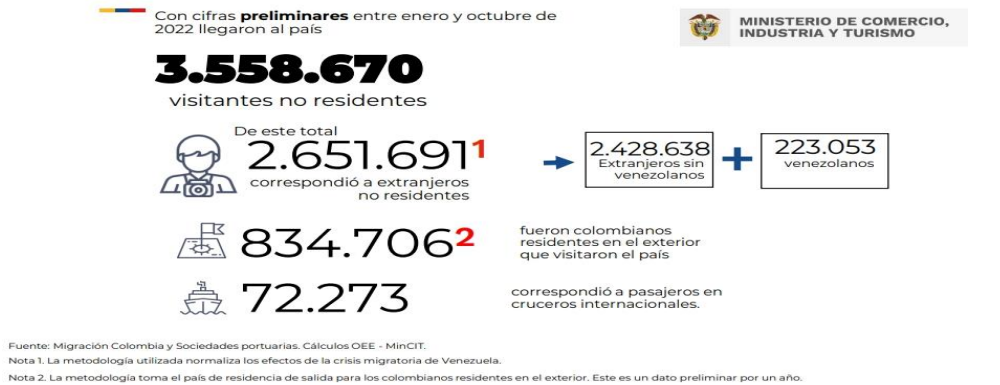 Con cifras preliminares entre enero y octubre de
2022 llegaron al país
MINISTERIO DE COMERCIO,
INDUSTRIA Y TURISMO
3.558.670
visitantes no residentes
De este total
2.651.691¹
correspondió a extranjeros
no residentes
2.428.638
Extranjeros sin
venezolanos
+
223.053
venezolanos
834.706²
fueron colombianos
residentes en el exterior
que visitaron el país
72.273
correspondió a pasajeros en
cruceros internacionales.
Fuente: Migración Colombia y Sociedades portuarias. Cálculos OEE - MinCIT.
Nota 1. La metodología utilizada normaliza los efectos de la crisis migratoria de Venezuela.
Nota 2. La metodología toma el país de residencia de salida para los colombianos residentes en el exterior. Este es un dato preliminar por un año.